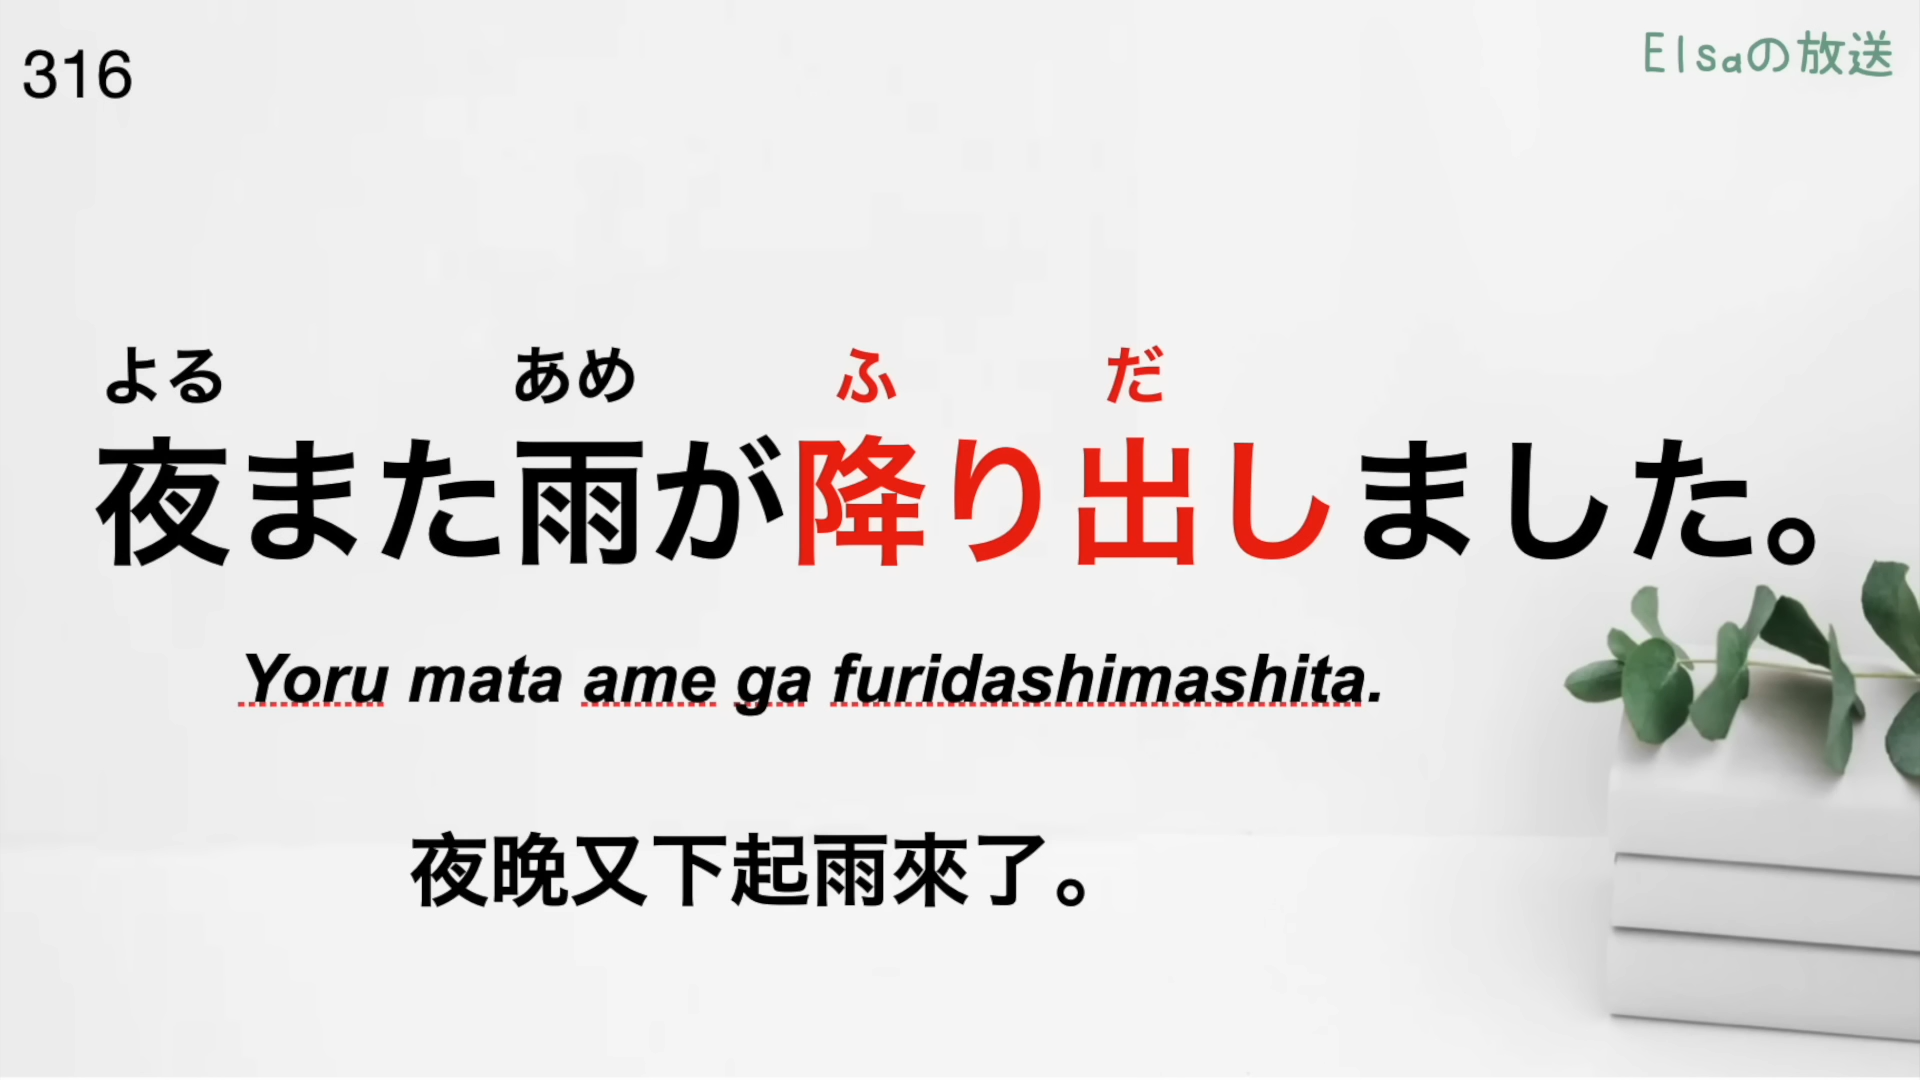 316
Elsaの放送
よる あめ ふ だ
夜また雨が降り出しました。
Yoru mata ame ga furidashimashita.
夜晚又下起雨來了。